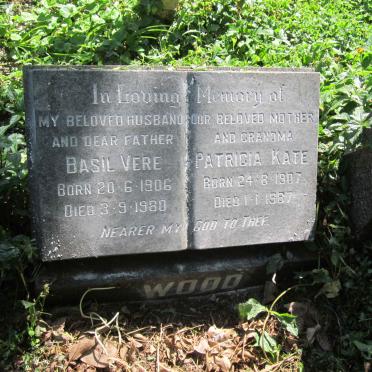 In Loving Memory of
MY BELOVED HUSBAND
AND DEAR FATHER
BASIL VERE
BORN 20-6-1906
DIED 3-9-1980
OUR BELOVED MOTHER
AND GRANDMA
PATRICIA KATE
BORN 24-8-1907
DIED 1-1-1987
NEARER MY GOD TO THEE
WOOD